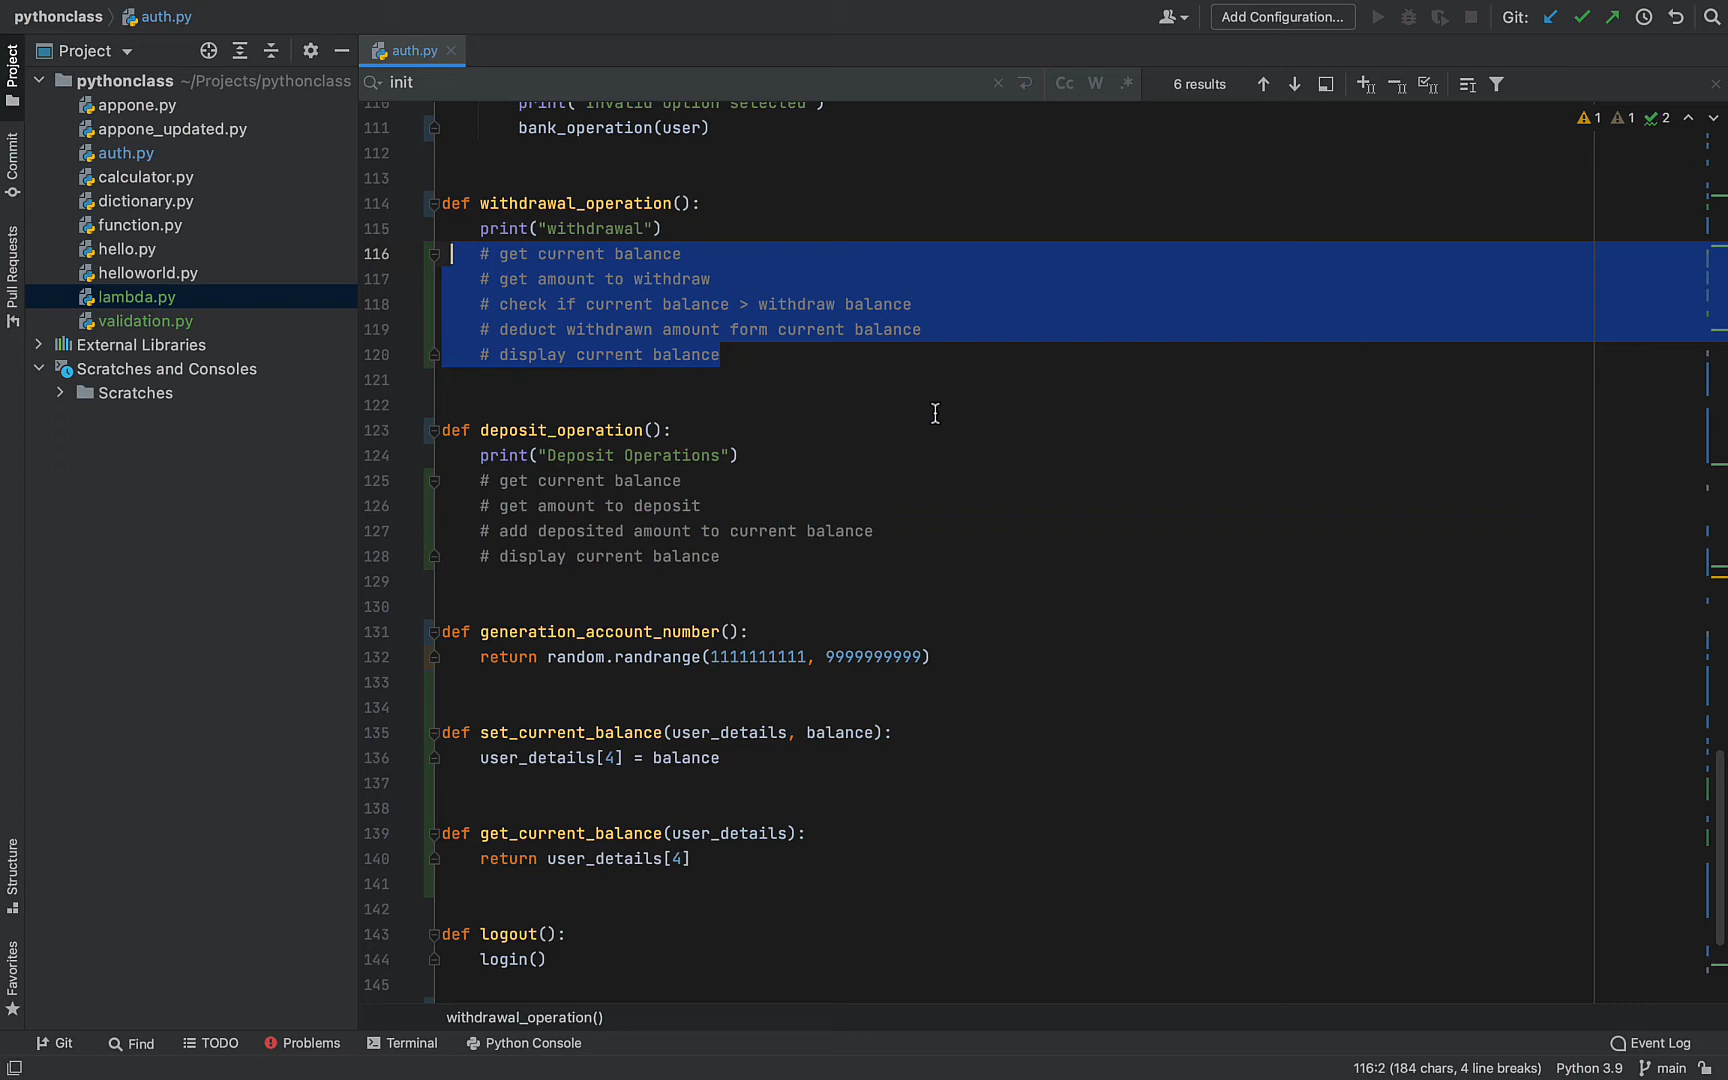 pythonclass
auth.py
Add Configuration...
Git:
Project
auth.py
init
Cc W .*
6 results
pythonclass ~/Projects/pythonclass
appone.py
appone_updated.py
auth.py
calculator.py
dictionary.py
function.py
hello.py
helloworld.py
lambda.py
validation.py
External Libraries
Scratches and Consoles
Scratches
Project
Commit
Pull Requests
Structure
Favorites
1 1 2
110 print("Invalid option selected")
111 bank_operation(user)
112
113
114 def withdrawal_operation():
115 print("withdrawal")
116 # get current balance
117 # get amount to withdraw
118 # check if current balance > withdraw balance
119 # deduct withdrawn amount form current balance
120 # display current balance
121
122
123 def deposit_operation():
124 print("Deposit Operations")
125 # get current balance
126 # get amount to deposit
127 # add deposited amount to current balance
128 # display current balance
129
130
131 def generation_account_number():
132 return random.randrange(1111111111, 9999999999)
133
134
135 def set_current_balance(user_details, balance):
136 user_details[4] = balance
137
138
139 def get_current_balance(user_details):
140 return user_details[4]
141
142
143 def logout():
144 login()
145
withdrawal_operation()
Git
Find
TODO
Problems
Terminal
Python Console
Event Log
116:2 (184 chars, 4 line breaks) Python 3.9 main